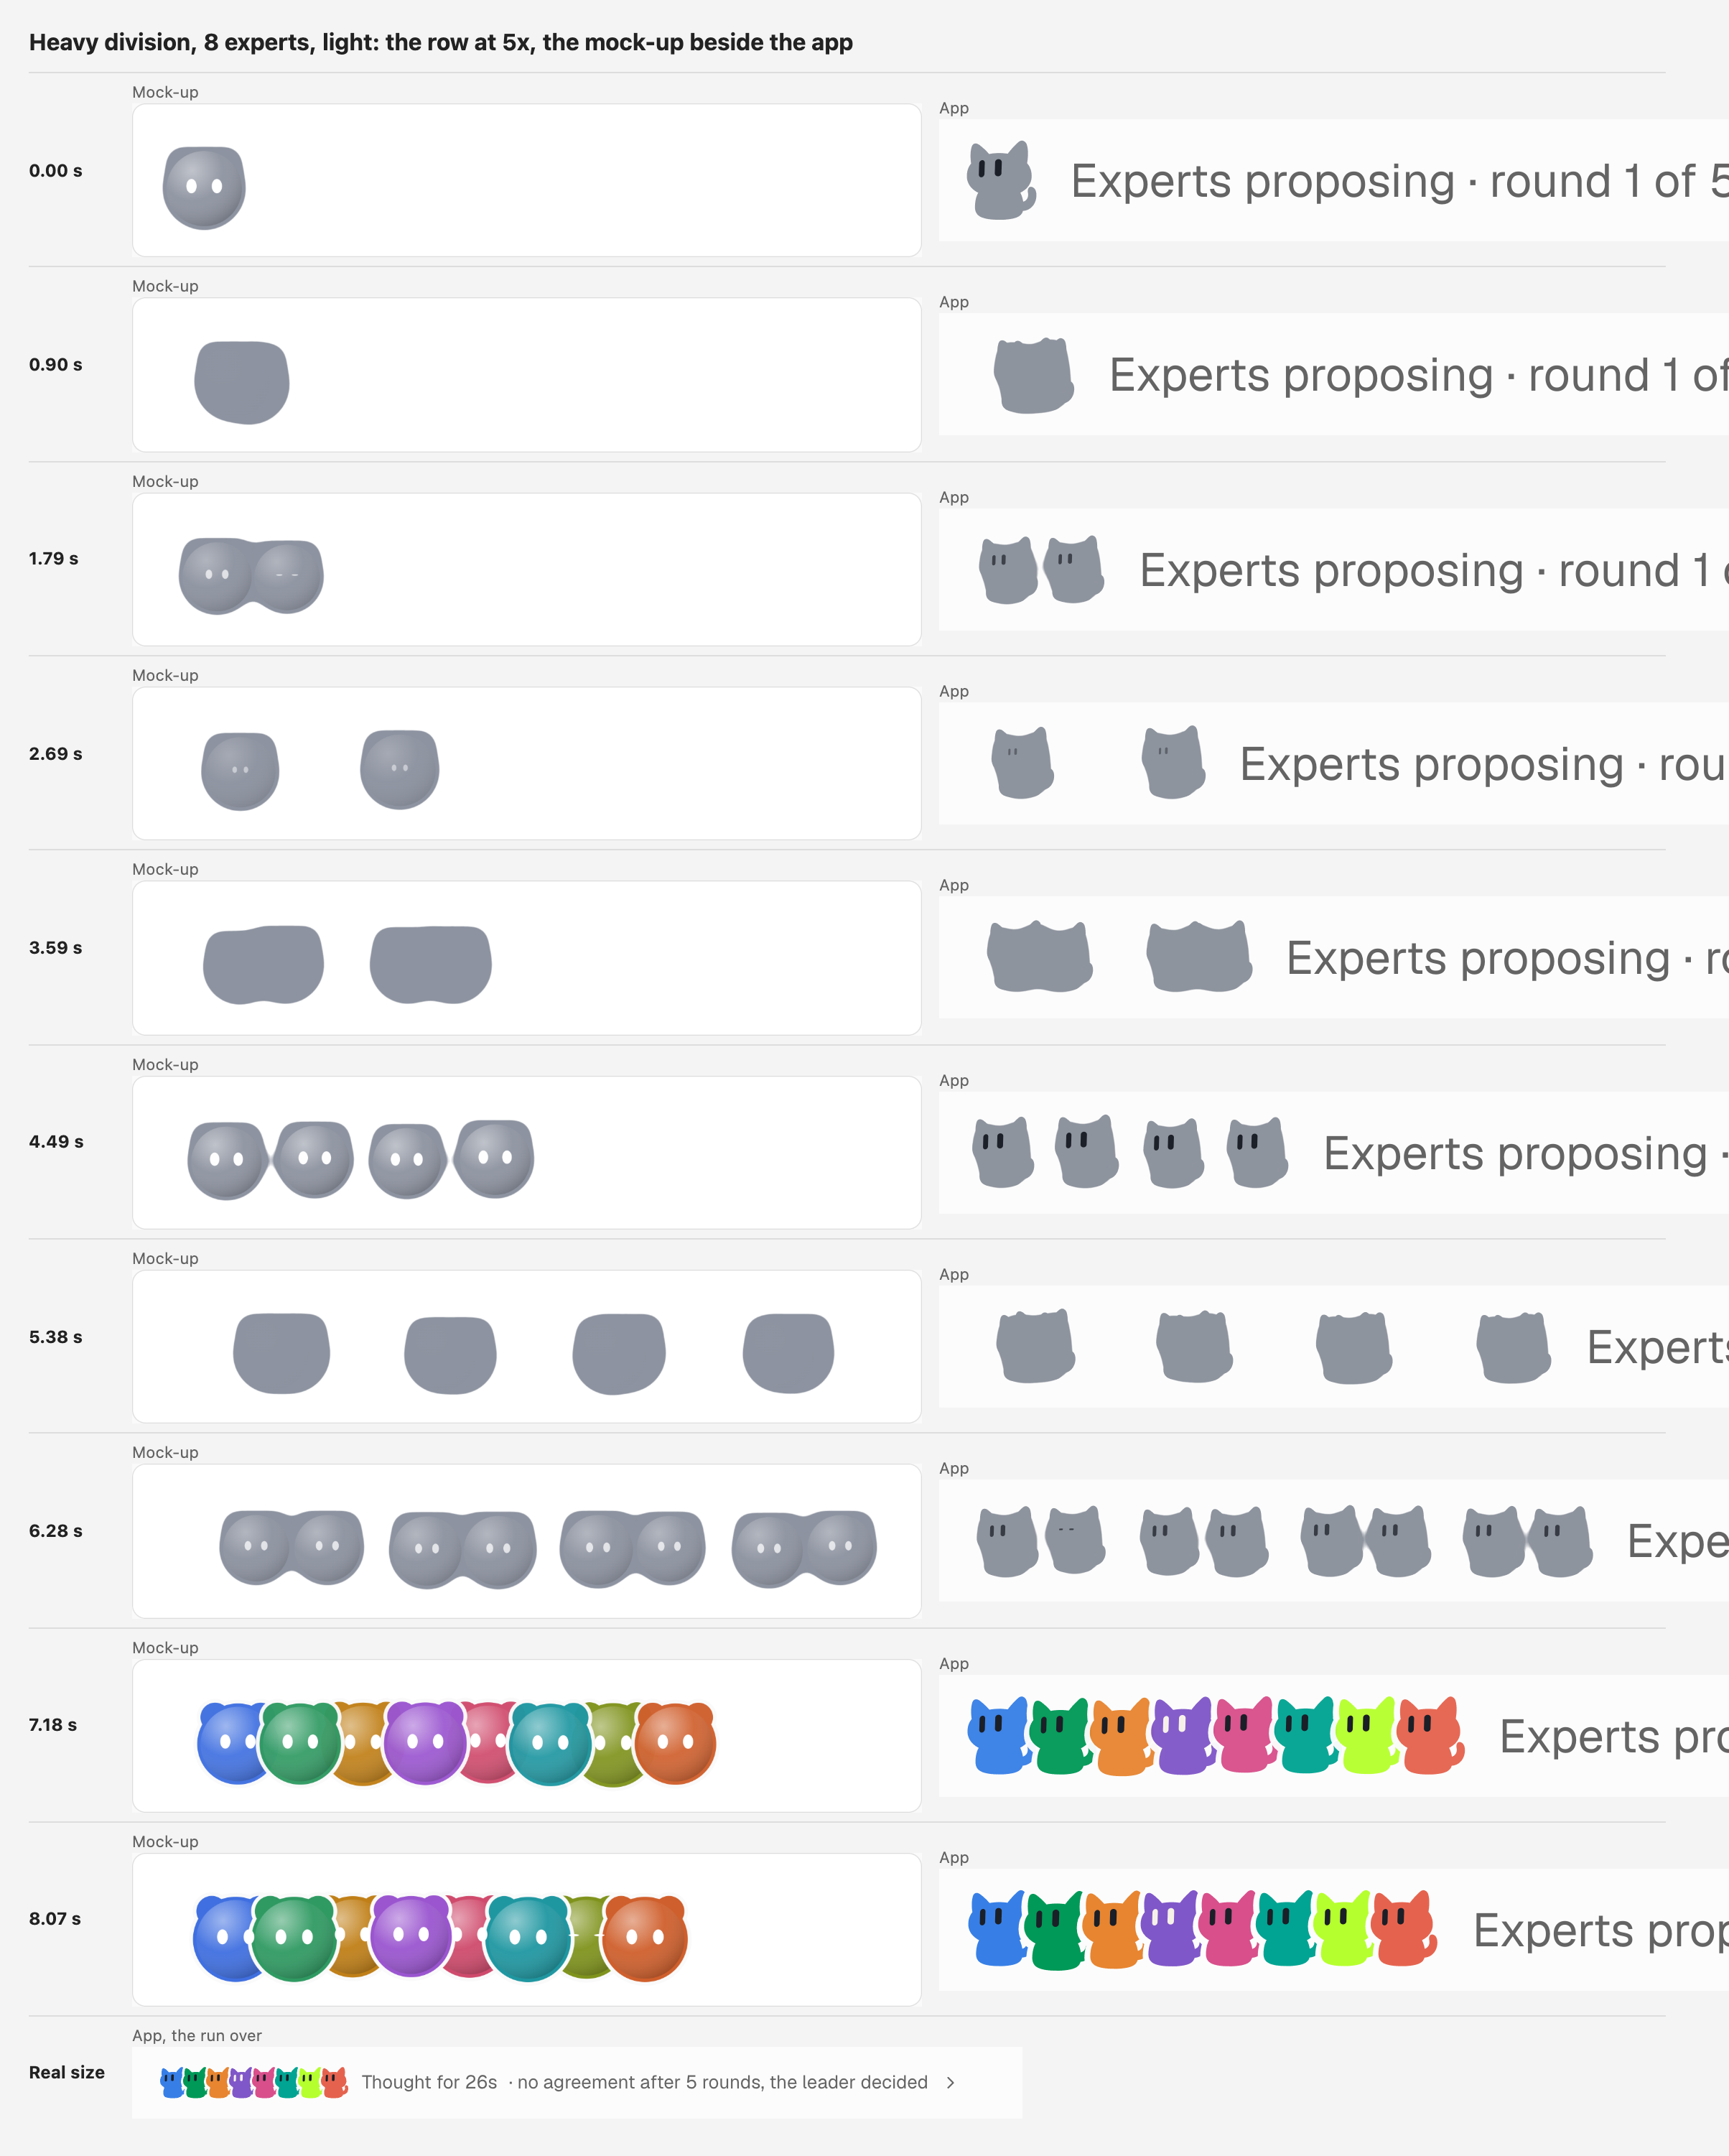 Heavy division, 8 experts, light: the row at 5x, the mock-up beside the app
Mock-up
App
0.00 s
Experts proposing · round 1 of 5
Mock-up
App
0.90 s
Experts proposing · round 1 of
Mock-up
App
1.79 s
Experts proposing · round 1
Mock-up
App
2.69 s
Experts proposing · rou
Mock-up
App
3.59 s
Experts proposing · ro
Mock-up
App
4.49 s
Experts proposing ·
Mock-up
App
5.38 s
Experts
Mock-up
App
6.28 s
Expe
Mock-up
App
7.18 s
Experts pro
Mock-up
App
8.07 s
Experts prop
App, the run over
Real size
Thought for 26s · no agreement after 5 rounds, the leader decided